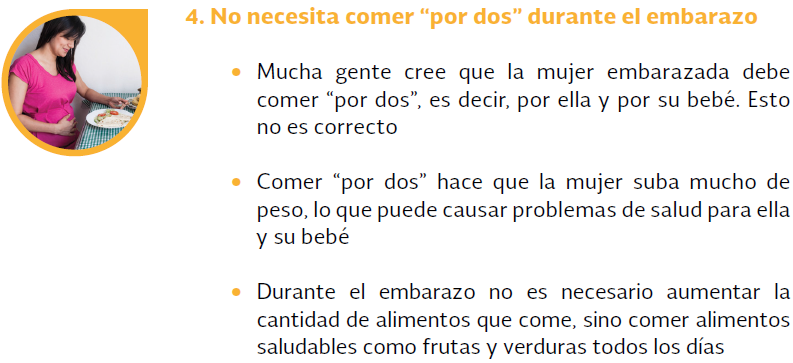 4. No necesita comer “por dos” durante el embarazo
• Mucha gente cree que la mujer embarazada debe
comer “por dos”, es decir, por ella y por su bebé. Esto
no es correcto
• Comer “por dos” hace que la mujer suba mucho de
peso, lo que puede causar problemas de salud para ella
y su bebé
• Durante el embarazo no es necesario aumentar la
cantidad de alimentos que come, sino comer alimentos
saludables como frutas y verduras todos los días